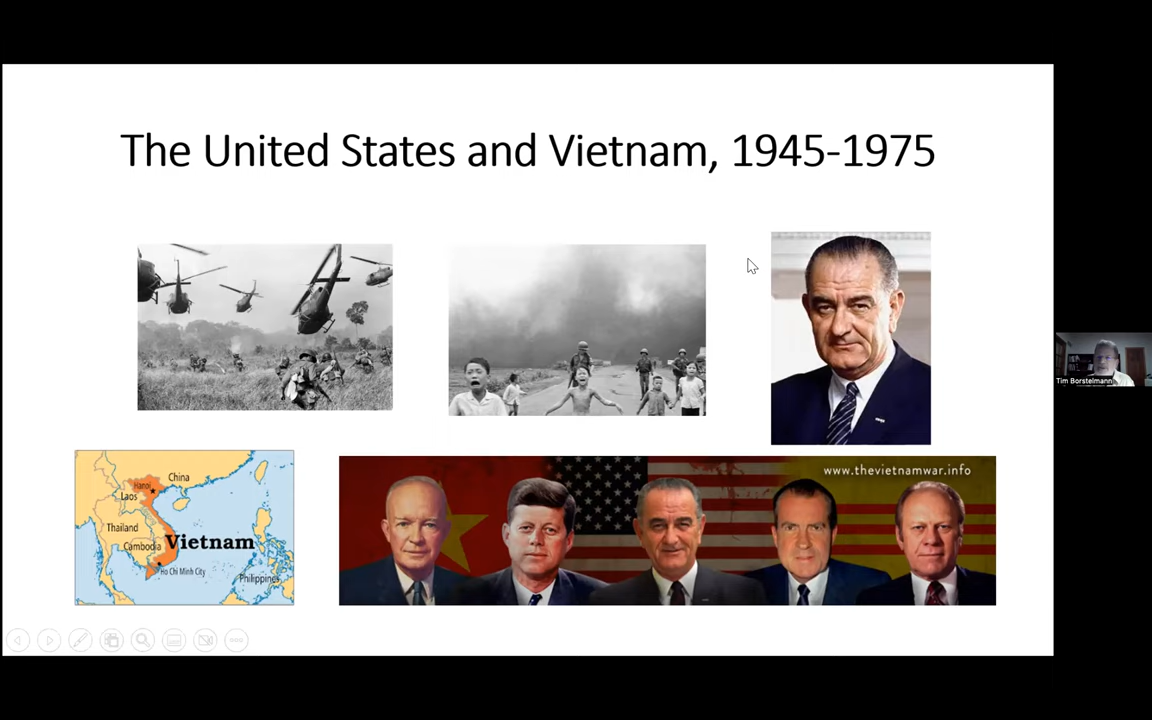 The United States and Vietnam, 1945-1975
www.thevietnamwar.info
China
Hanoi
Laos
Thailand
Vietnam
Cambodia
Ho Chi Minh City
Philippines
Tim Borstelmann